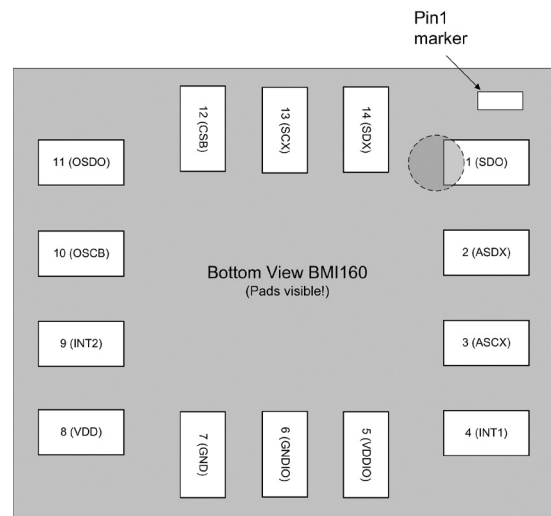 Pin1
marker
12 (CSB)
13 (SCX)
14 (SDX)
11 (OSDO)
1 (SDO)
10 (OSCB)
2 (ASDX)
Bottom View BMI160
(Pads visible!)
9 (INT2)
3 (ASCX)
8 (VDD)
7 (GND)
6 (GNDIO)
5 (VDDIO)
4 (INT1)